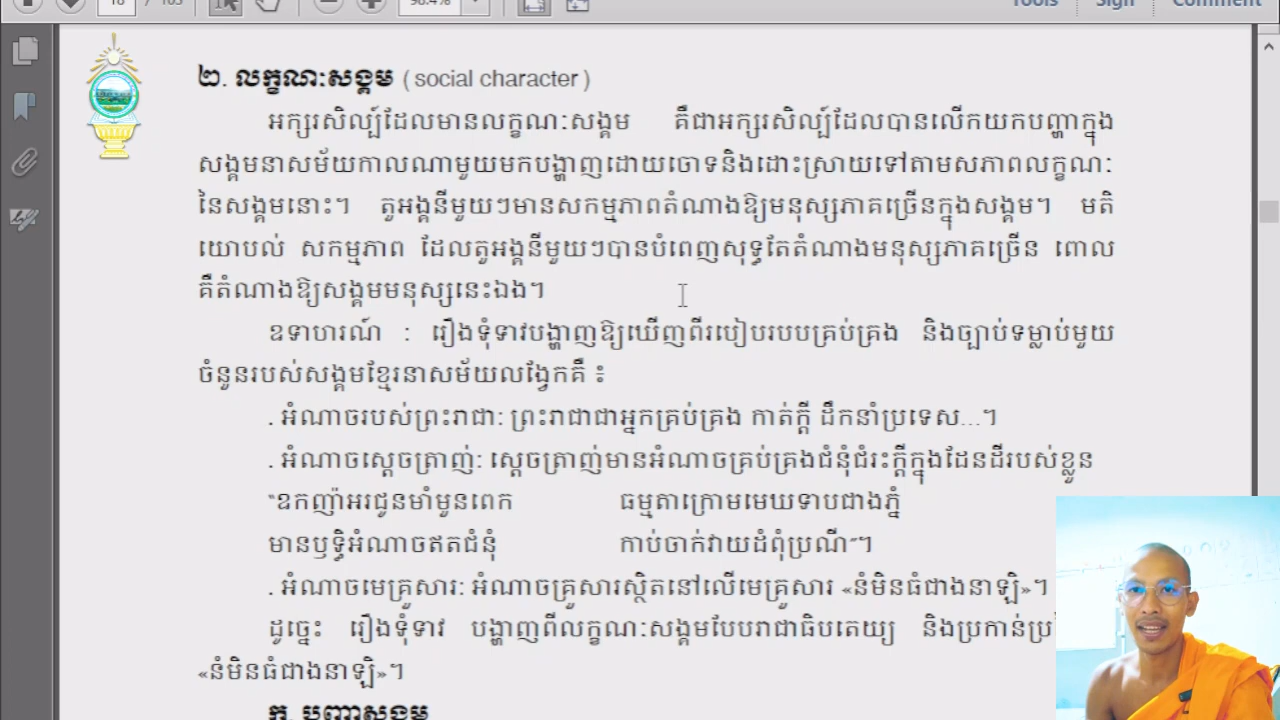 18 / 105
98.4%
Tools Sign Comment
២. លក្ខណៈសង្គម ( social character )
អក្សរសិល្ប៍ដែលមានលក្ខណៈសង្គម គឺជាអក្សរសិល្ប៍ដែលបានលើកយកបញ្ហាក្នុង
សង្គមនាសម័យកាលណាមួយមកបង្ហាញដោយចោទនិងដោះស្រាយទៅតាមសភាពលក្ខណៈ
នៃសង្គមនោះ។ តួអង្គនីមួយៗមានសកម្មភាពតំណាងឱ្យមនុស្សភាគច្រើនក្នុងសង្គម។ មតិ
យោបល់ សកម្មភាព ដែលតួអង្គនីមួយៗបានបំពេញសុទ្ធតែតំណាងមនុស្សភាគច្រើន ពោល
គឺតំណាងឱ្យសង្គមមនុស្សនេះឯង។
ឧទាហរណ៍ : រឿងទុំទាវបង្ហាញឱ្យឃើញពីរបៀបរបបគ្រប់គ្រង និងច្បាប់ទម្លាប់មួយ
ចំនួនរបស់សង្គមខ្មែរនាសម័យលង្វែកគឺ ៖
. អំណាចរបស់ព្រះរាជា: ព្រះរាជាជាអ្នកគ្រប់គ្រង កាត់ក្តី ដឹកនាំប្រទេស...។
. អំណាចស្តេចត្រាញ់: ស្តេចត្រាញ់មានអំណាចគ្រប់គ្រងជំនុំជំរះក្តីក្នុងដែនដីរបស់ខ្លួន
“ឧកញ៉ាអរជូនមាំមួនពេក ធម្មតាក្រោមមេឃទាបជាងភ្នំ
មានឫទ្ធិអំណាចឥតជំនុំ កាប់ចាក់វាយដំពុំប្រណី”។
. អំណាចមេគ្រួសារ: អំណាចគ្រួសារស្ថិតនៅលើមេគ្រួសារ «នំមិនធំជាងនាឡិ»។
ដូច្នេះ រឿងទុំទាវ បង្ហាញពីលក្ខណៈសង្គមបែបរាជាធិបតេយ្យ និងប្រកាន់
«នំមិនធំជាងនាឡិ»។
ក. បញ្ហាសង្គម